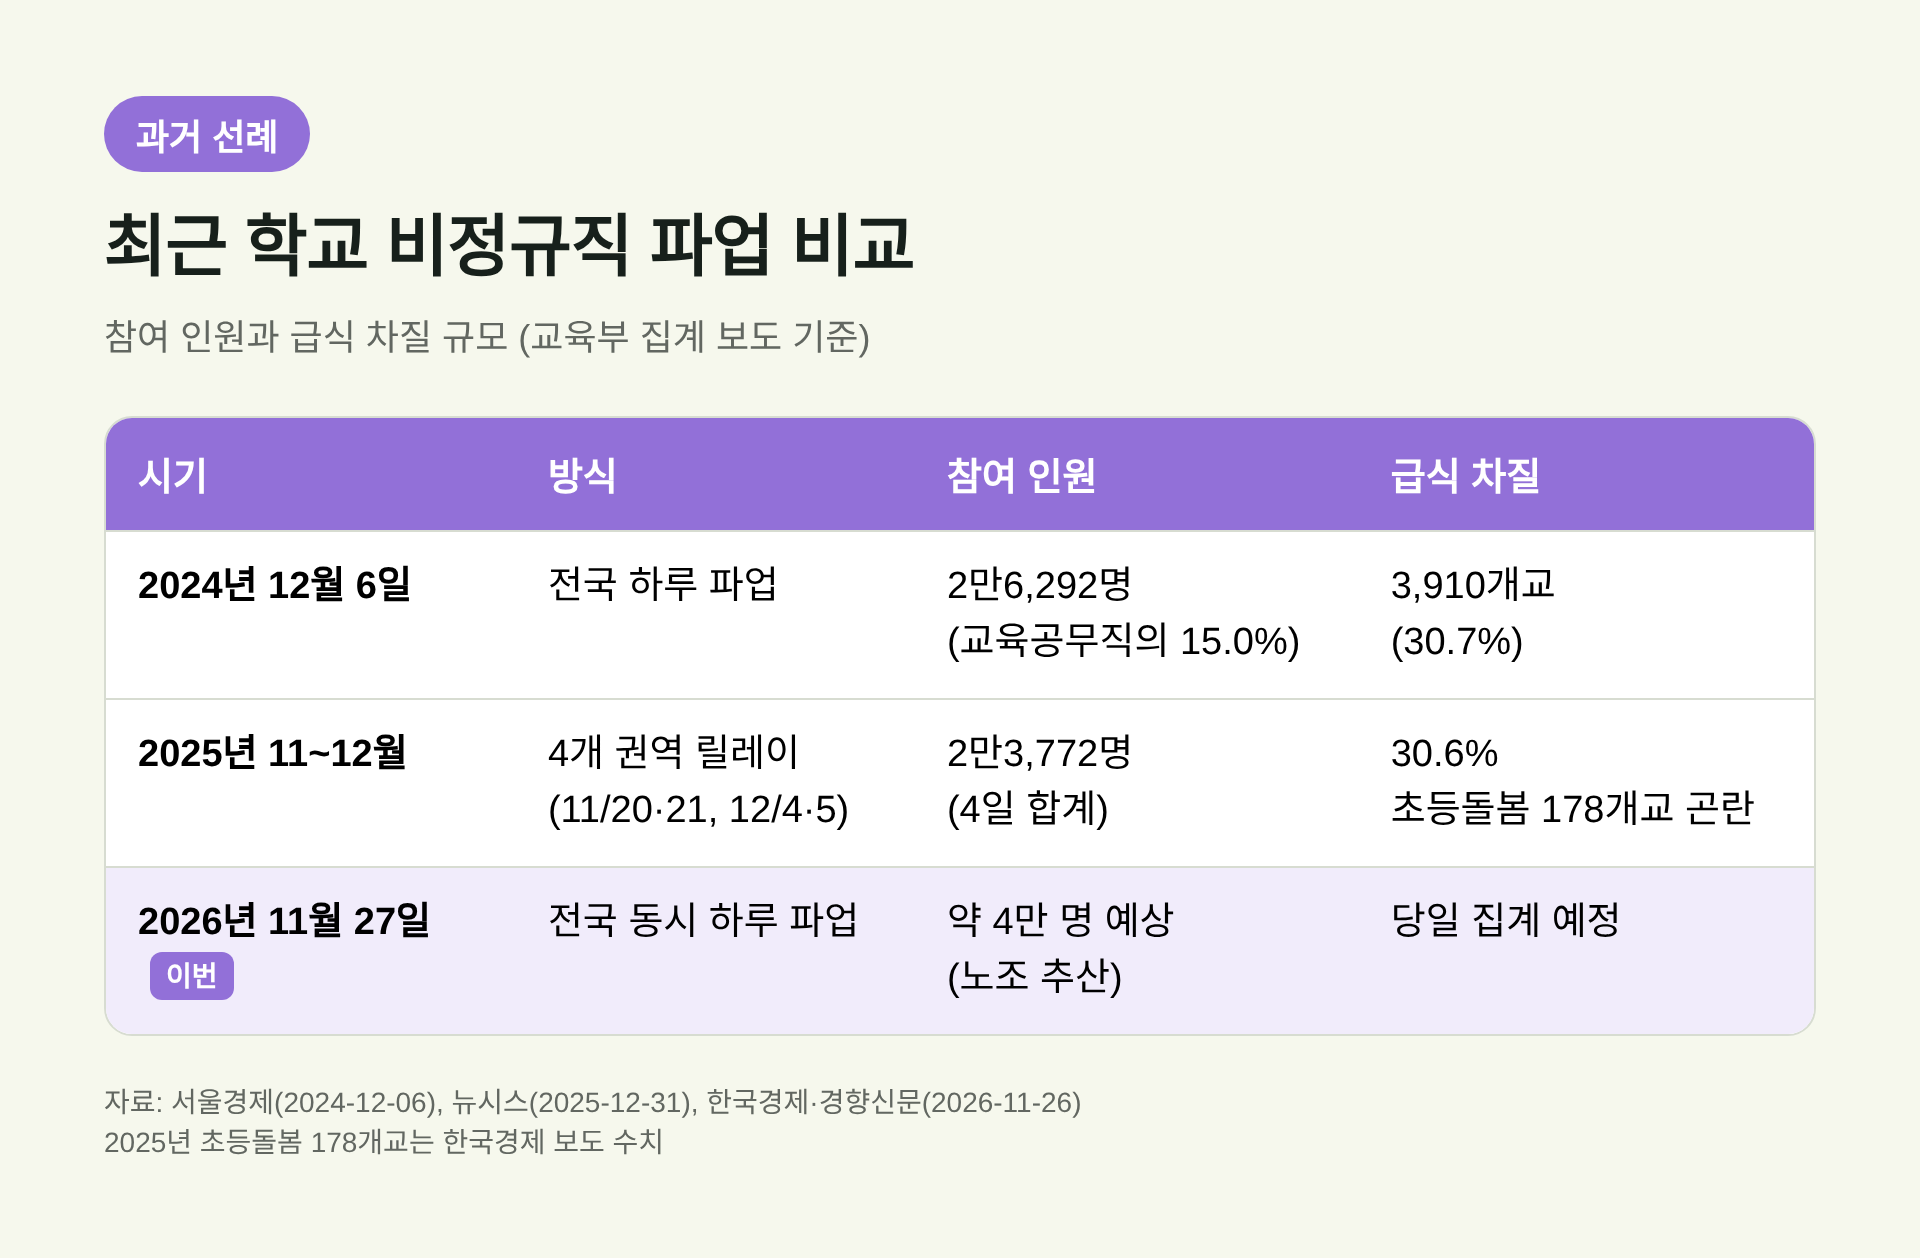 과거 선례
최근 학교 비정규직 파업 비교
참여 인원과 급식 차질 규모 (교육부 집계 보도 기준)
시기 방식 참여 인원 급식 차질
2024년 12월 6일 전국 하루 파업 2만6,292명 3,910개교
(교육공무직의 15.0%) (30.7%)
2025년 11~12월 4개 권역 릴레이 2만3,772명 30.6%
(11/20·21, 12/4·5) (4일 합계) 초등돌봄 178개교 곤란
2026년 11월 27일 전국 동시 하루 파업 약 4만 명 예상 당일 집계 예정
이번 (노조 추산)
자료: 서울경제(2024-12-06), 뉴시스(2025-12-31), 한국경제·경향신문(2026-11-26)
2025년 초등돌봄 178개교는 한국경제 보도 수치